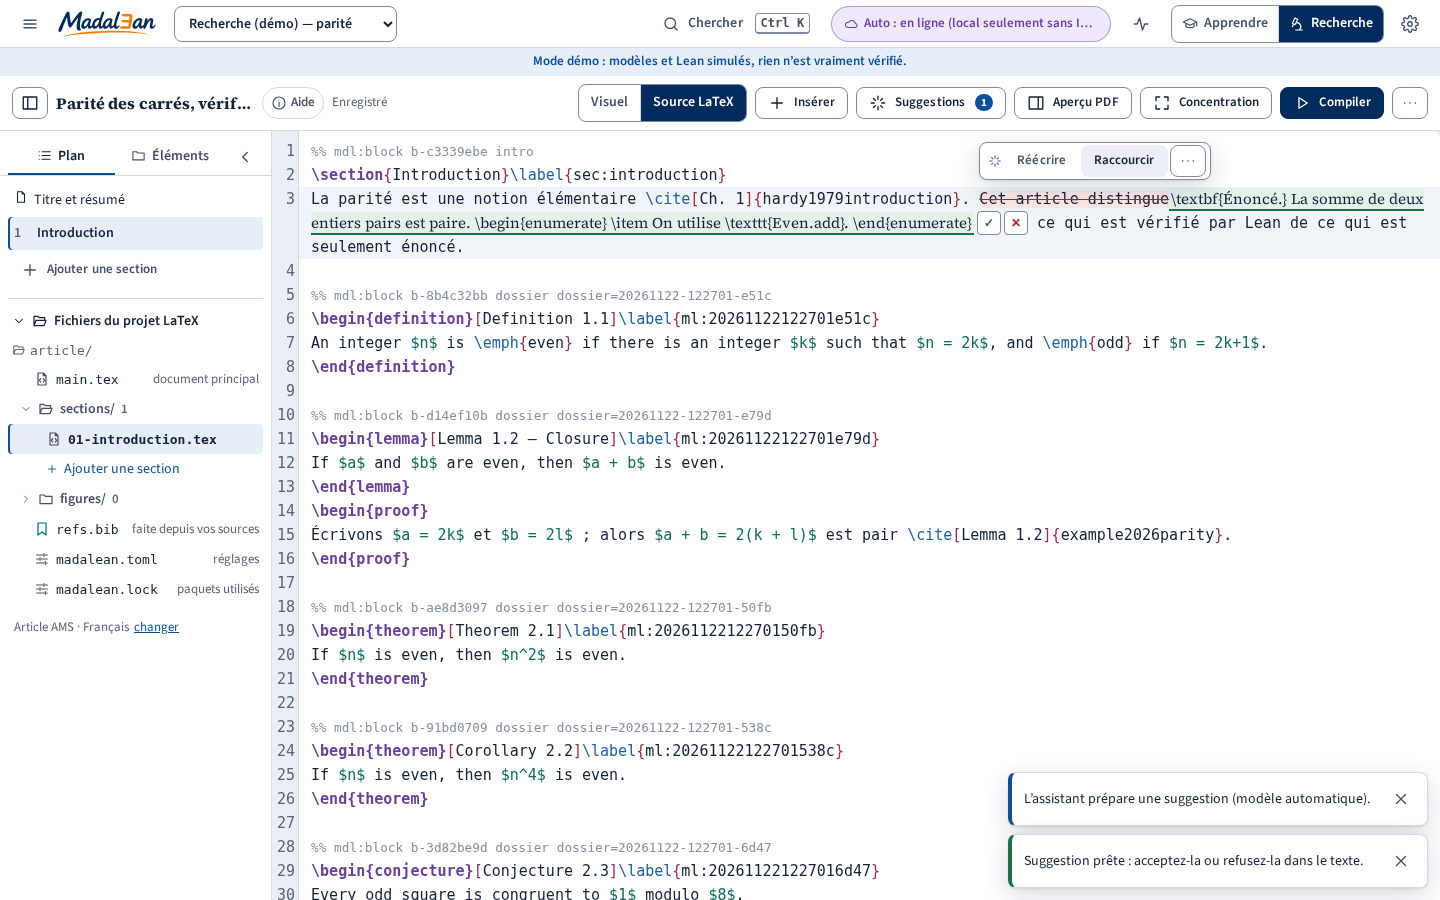 Madal∃an
Recherche (démo) — parité
Chercher
Ctrl K
Auto : en ligne (local seulement sans I…
Apprendre
Recherche
Mode démo : modèles et Lean simulés, rien n’est vraiment vérifié.
Parité des carrés, vérif…
Aide
Enregistré
Visuel
Source LaTeX
Insérer
Suggestions
1
Aperçu PDF
Concentration
Compiler
Plan
Éléments
Titre et résumé
1 Introduction
Ajouter une section
Fichiers du projet LaTeX
article/
main.tex document principal
sections/ 1
01-introduction.tex
+ Ajouter une section
figures/ 0
refs.bib faite depuis vos sources
madalean.toml réglages
madalean.lock paquets utilisés
Article AMS · Français changer
Réécrire
Raccourcir
1 %% mdl:block b-c3339ebe intro
2 \section{Introduction}\label{sec:introduction}
3 La parité est une notion élémentaire \cite[Ch. 1]{hardy1979introduction}. Cet article distingue\textbf{Énoncé.} La somme de deux
entiers pairs est paire. \begin{enumerate} \item On utilise \texttt{Even.add}. \end{enumerate} ✓ ✕ ce qui est vérifié par Lean de ce qui est
seulement énoncé.
4
5 %% mdl:block b-8b4c32bb dossier dossier=20261122-122701-e51c
6 \begin{definition}[Definition 1.1]\label{ml:20261122122701e51c}
7 An integer $n$ is \emph{even} if there is an integer $k$ such that $n = 2k$, and \emph{odd} if $n = 2k+1$.
8 \end{definition}
9
10 %% mdl:block b-d14ef10b dossier dossier=20261122-122701-e79d
11 \begin{lemma}[Lemma 1.2 — Closure]\label{ml:20261122122701e79d}
12 If $a$ and $b$ are even, then $a + b$ is even.
13 \end{lemma}
14 \begin{proof}
15 Écrivons $a = 2k$ et $b = 2l$ ; alors $a + b = 2(k + l)$ est pair \cite[Lemma 1.2]{example2026parity}.
16 \end{proof}
17
18 %% mdl:block b-ae8d3097 dossier dossier=20261122-122701-50fb
19 \begin{theorem}[Theorem 2.1]\label{ml:2026112212270150fb}
20 If $n$ is even, then $n^2$ is even.
21 \end{theorem}
22
23 %% mdl:block b-91bd0709 dossier dossier=20261122-122701-538c
24 \begin{theorem}[Corollary 2.2]\label{ml:20261122122701538c}
25 If $n$ is even, then $n^4$ is even.
26 \end{theorem}
27
28 %% mdl:block b-3d82be9d dossier dossier=20261122-122701-6d47
29 \begin{conjecture}[Conjecture 2.3]\label{ml:202611221227016d47}
30 Every odd square is congruent to $1$ modulo $8$.
L’assistant prépare une suggestion (modèle automatique).
Suggestion prête : acceptez-la ou refusez-la dans le texte.